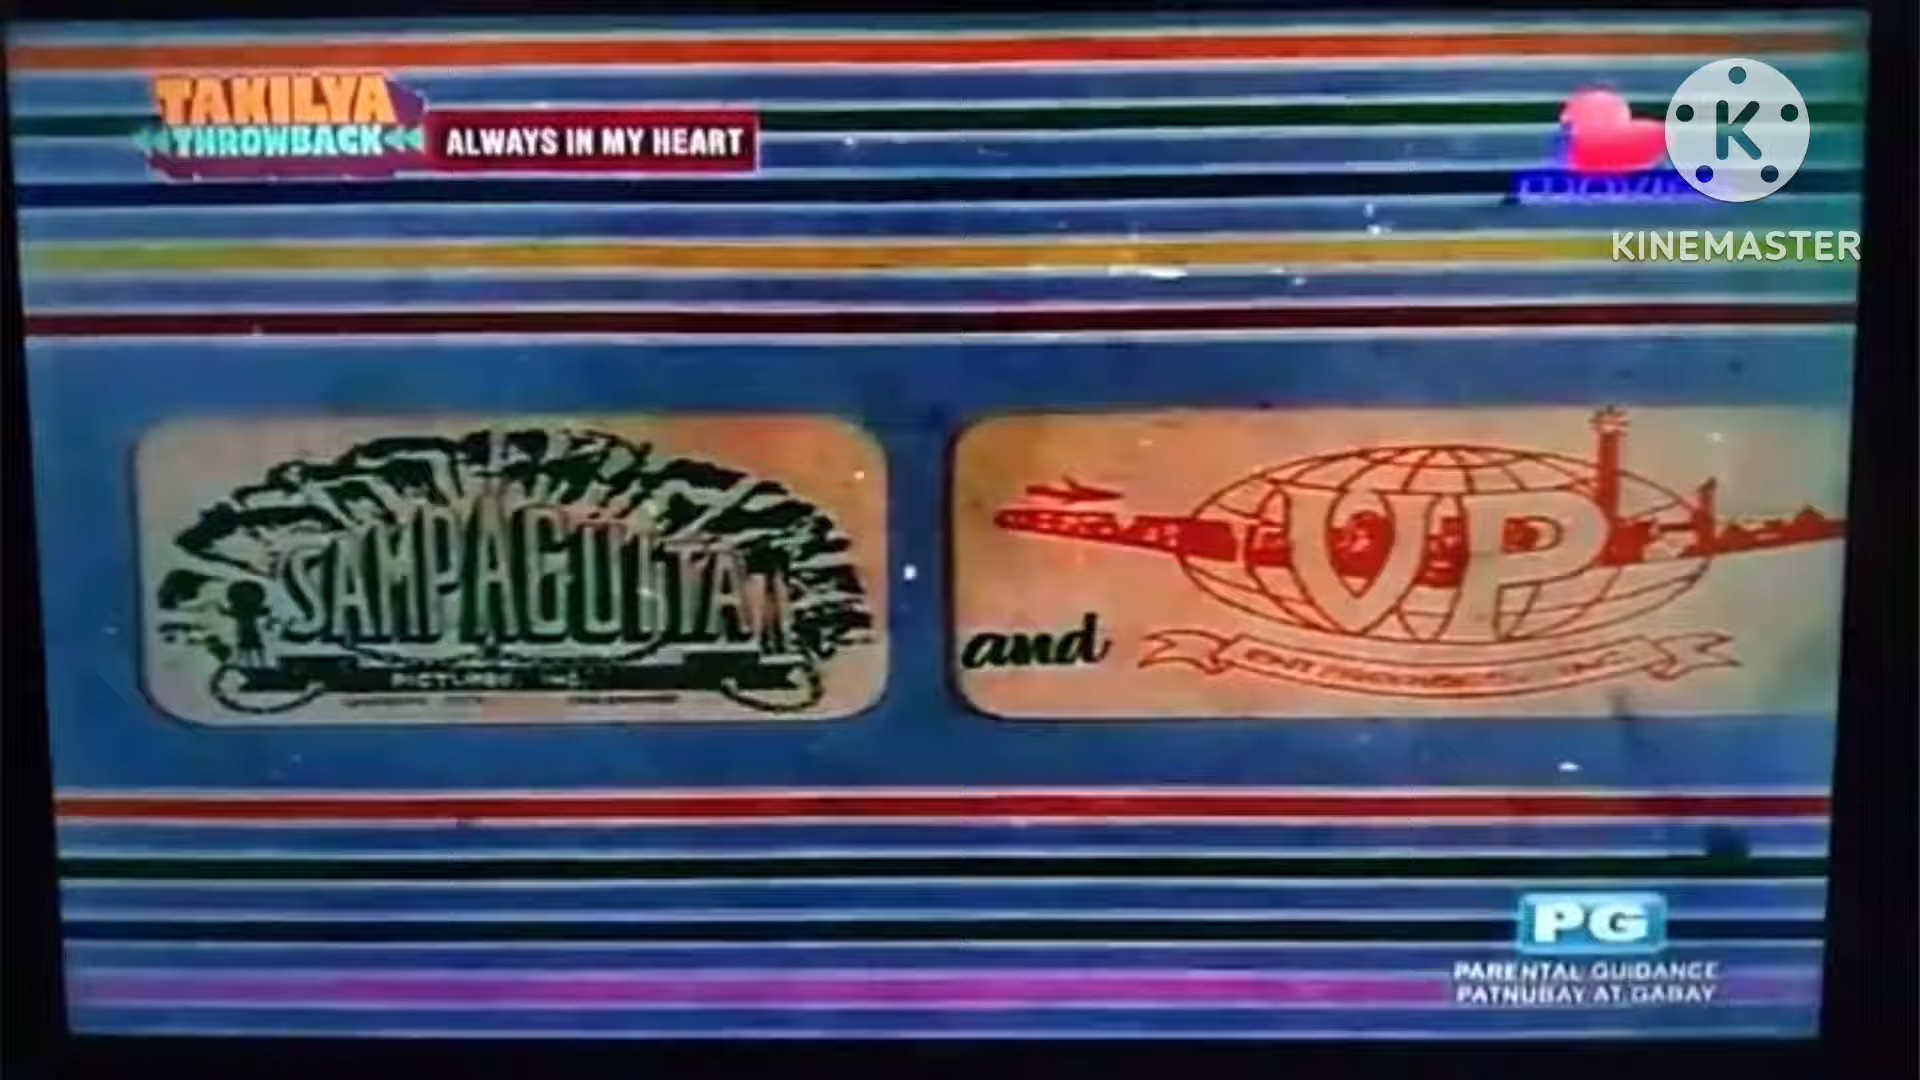 TAKILYA
THROWBACK
ALWAYS IN MY HEART
K
KINEMASTER
SAMPAGUITA
PICTURES, INC.
and
VP
PG
PARENTAL GUIDANCE
PATNUBAY AT GABAY